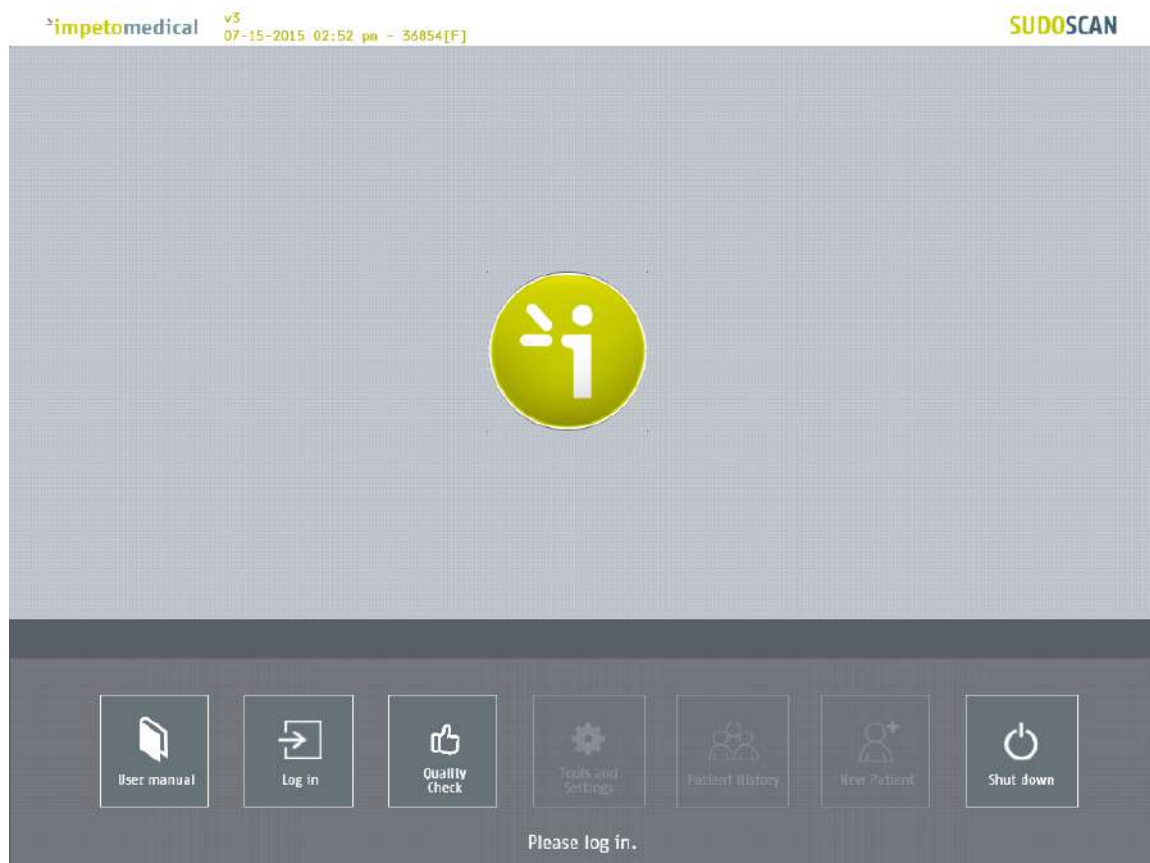 impetomedical
v3
07-15-2015 02:52 pm - 36854[F]
SUDOSCAN
User manual
Log in
Quality
Check
Tools and
Settings
Patient History
New Patient
Shut down
Please log in.